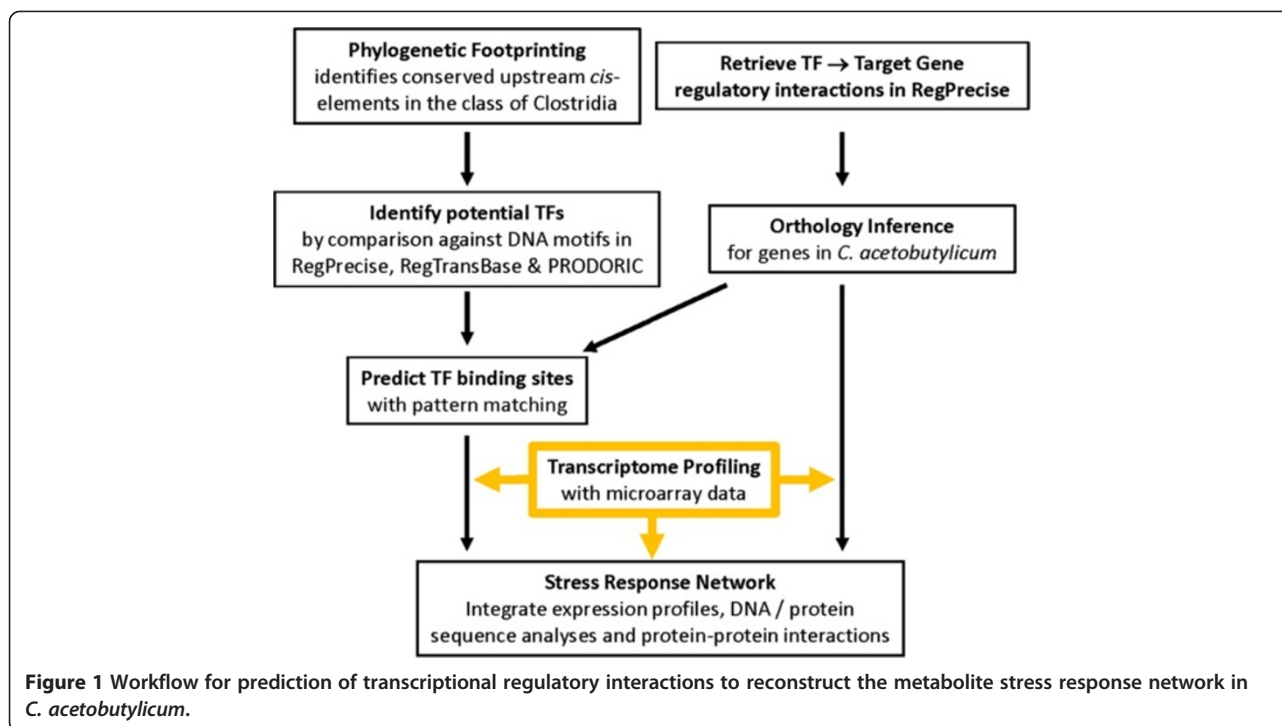 Phylogenetic Footprinting
identifies conserved upstream cis-
elements in the class of Clostridia
Retrieve TF → Target Gene
regulatory interactions in RegPrecise
Identify potential TFs
by comparison against DNA motifs in
RegPrecise, RegTransBase & PRODORIC
Orthology Inference
for genes in C. acetobutylicum
Predict TF binding sites
with pattern matching
Transcriptome Profiling
with microarray data
Stress Response Network
Integrate expression profiles, DNA / protein
sequence analyses and protein-protein interactions
Figure 1 Workflow for prediction of transcriptional regulatory interactions to reconstruct the metabolite stress response network in
C. acetobutylicum.